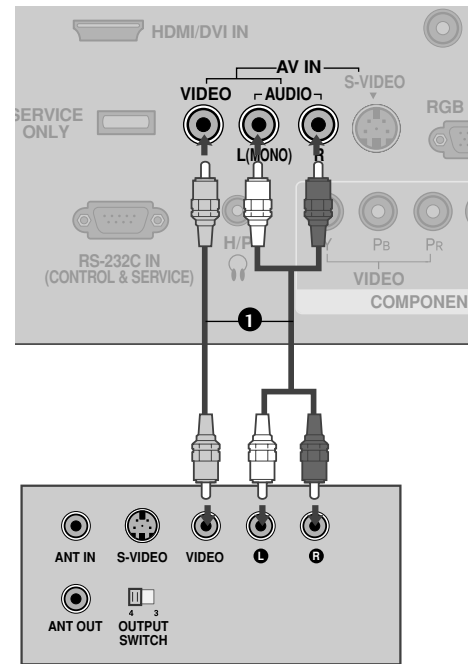 HDMI/DVI IN
AV IN
S-VIDEO
VIDEO
AUDIO
RGB
SERVICE
ONLY
L(MONO)
R
H/P
RS-232C IN
(CONTROL & SERVICE)
Y
PB
PR
VIDEO
COMPONEN
1
ANT IN
S-VIDEO
VIDEO
L
R
ANT OUT
4
3
OUTPUT
SWITCH